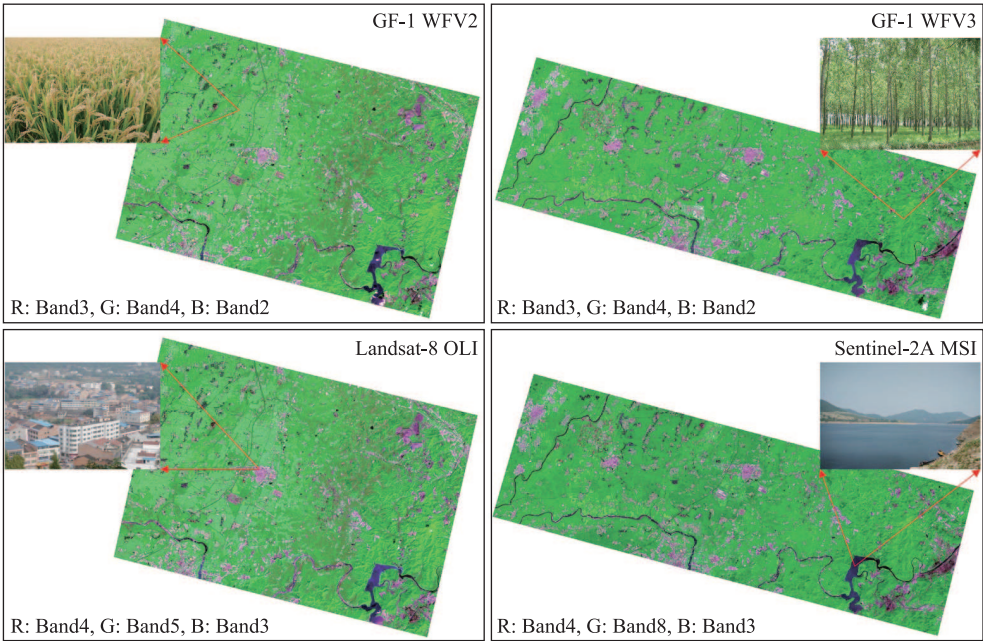 GF-1 WFV2
R: Band3, G: Band4, B: Band2
GF-1 WFV3
R: Band3, G: Band4, B: Band2
Landsat-8 OLI
R: Band4, G: Band5, B: Band3
Sentinel-2A MSI
R: Band4, G: Band8, B: Band3